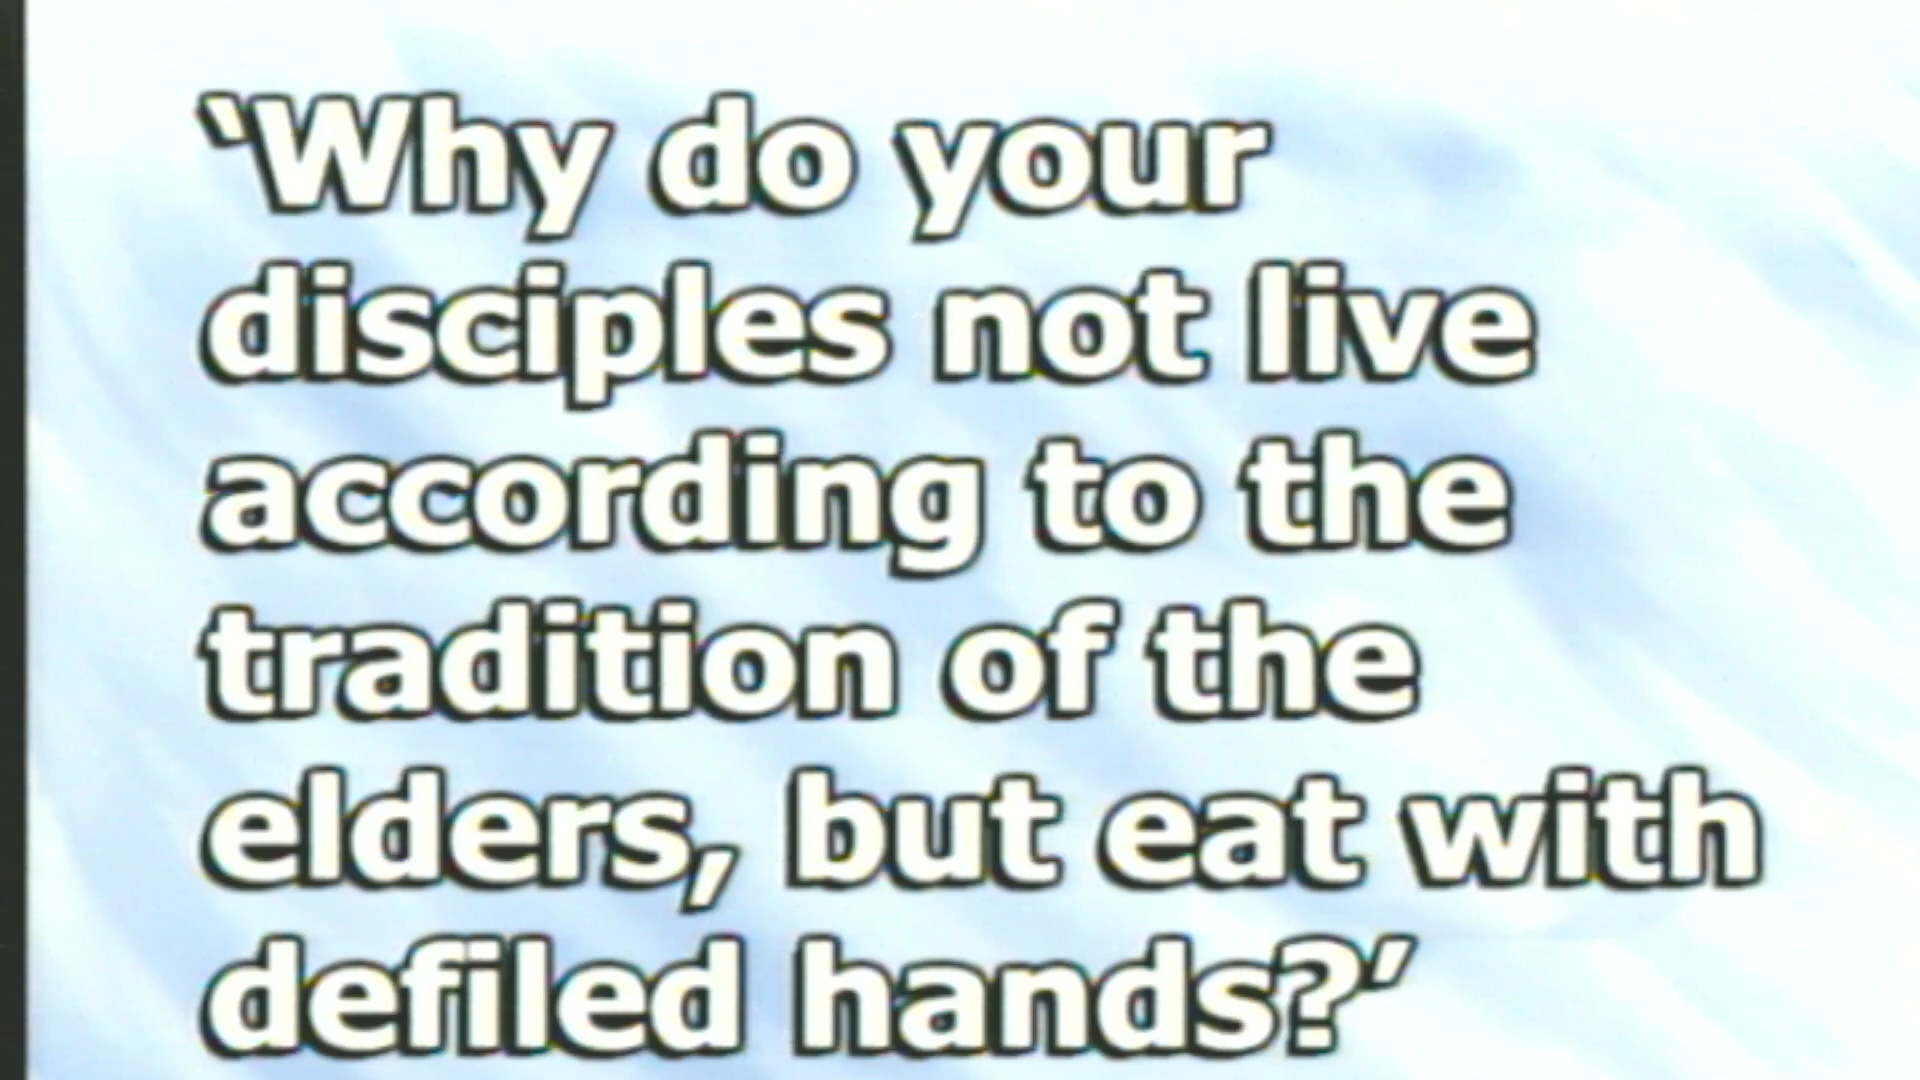 ‘Why do your
disciples not live
according to the
tradition of the
elders, but eat with
defiled hands?’